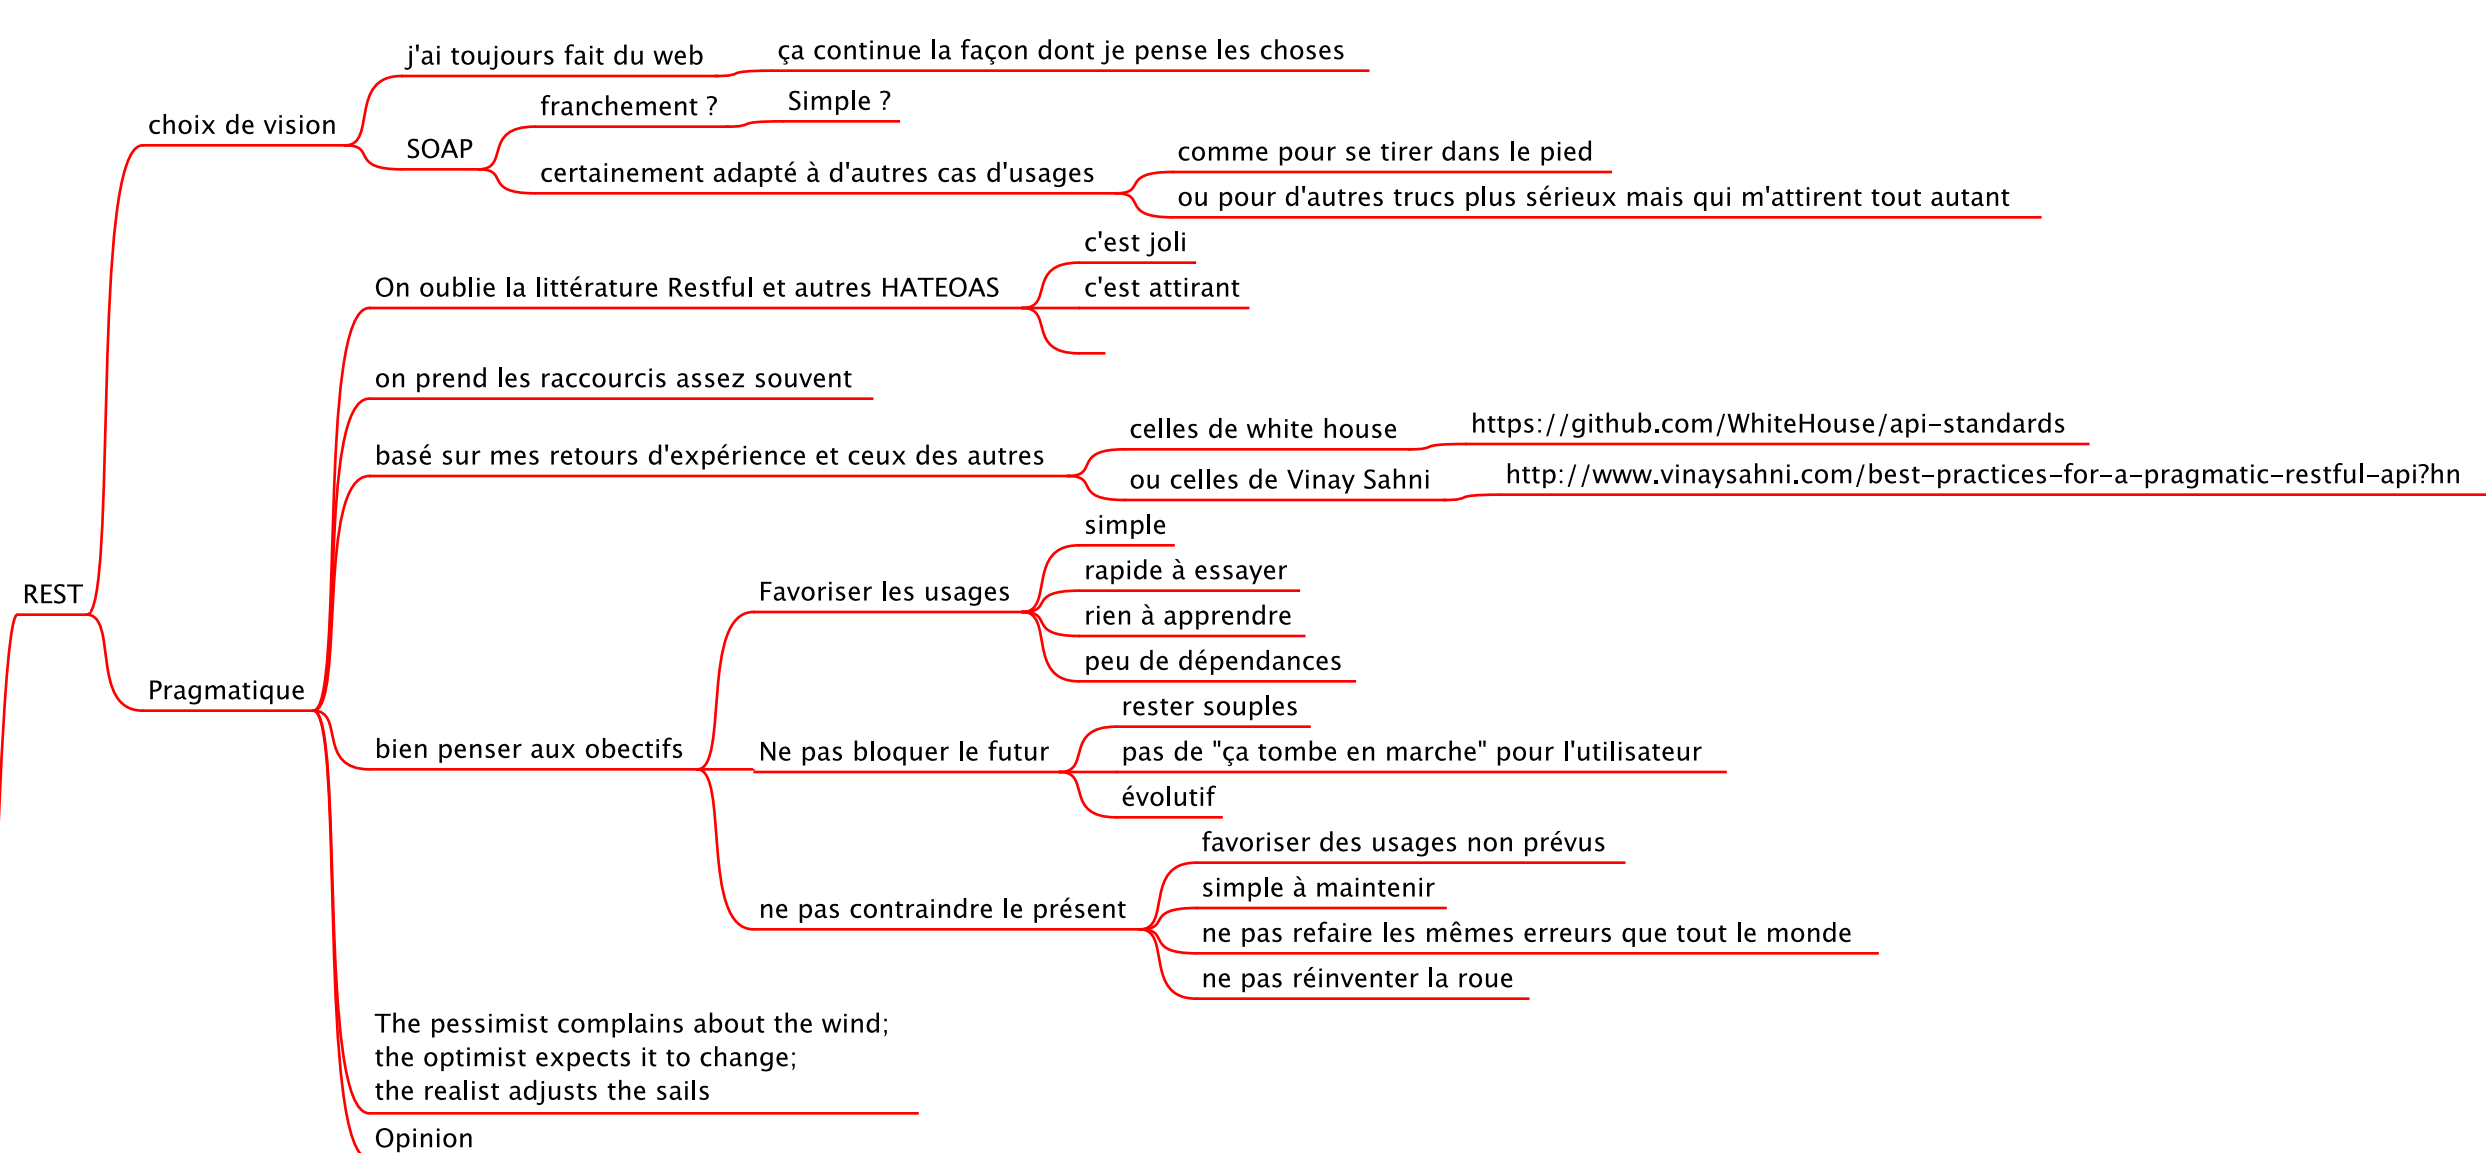 j'ai toujours fait du web
ça continue la façon dont je pense les choses
franchement ?
Simple ?
choix de vision
SOAP
certainement adapté à d'autres cas d'usages
comme pour se tirer dans le pied
ou pour d'autres trucs plus sérieux mais qui m'attirent tout autant
c'est joli
On oublie la littérature Restful et autres HATEOAS
c'est attirant
on prend les raccourcis assez souvent
celles de white house
https://github.com/WhiteHouse/api-standards
basé sur mes retours d'expérience et ceux des autres
ou celles de Vinay Sahni
http://www.vinaysahni.com/best-practices-for-a-pragmatic-restful-api?hn
simple
rapide à essayer
REST
Favoriser les usages
rien à apprendre
peu de dépendances
Pragmatique
rester souples
bien penser aux obectifs
Ne pas bloquer le futur
pas de "ça tombe en marche" pour l'utilisateur
évolutif
favoriser des usages non prévus
simple à maintenir
ne pas contraindre le présent
ne pas refaire les mêmes erreurs que tout le monde
ne pas réinventer la roue
The pessimist complains about the wind;
the optimist expects it to change;
the realist adjusts the sails
Opinion